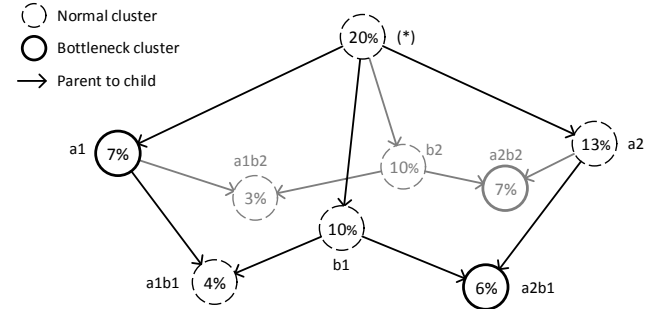 Normal cluster
Bottleneck cluster
Parent to child
20% (*)
a1 7%
a1b2
3%
b2
10%
a2b2
7%
13% a2
10%
b1
a1b1 4%
6% a2b1